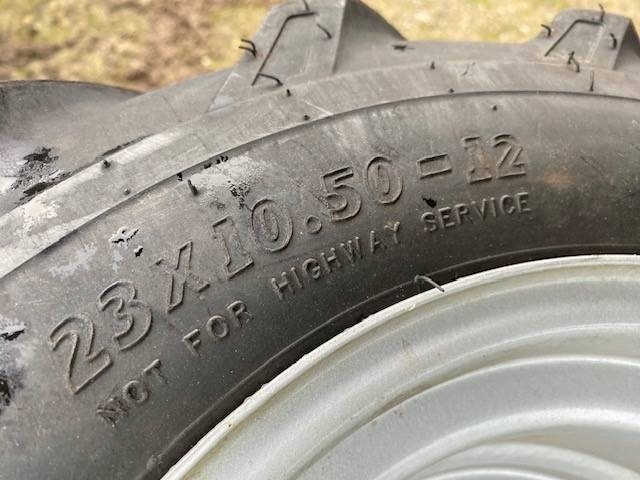 23X10.50-12
NOT FOR HIGHWAY SERVICE